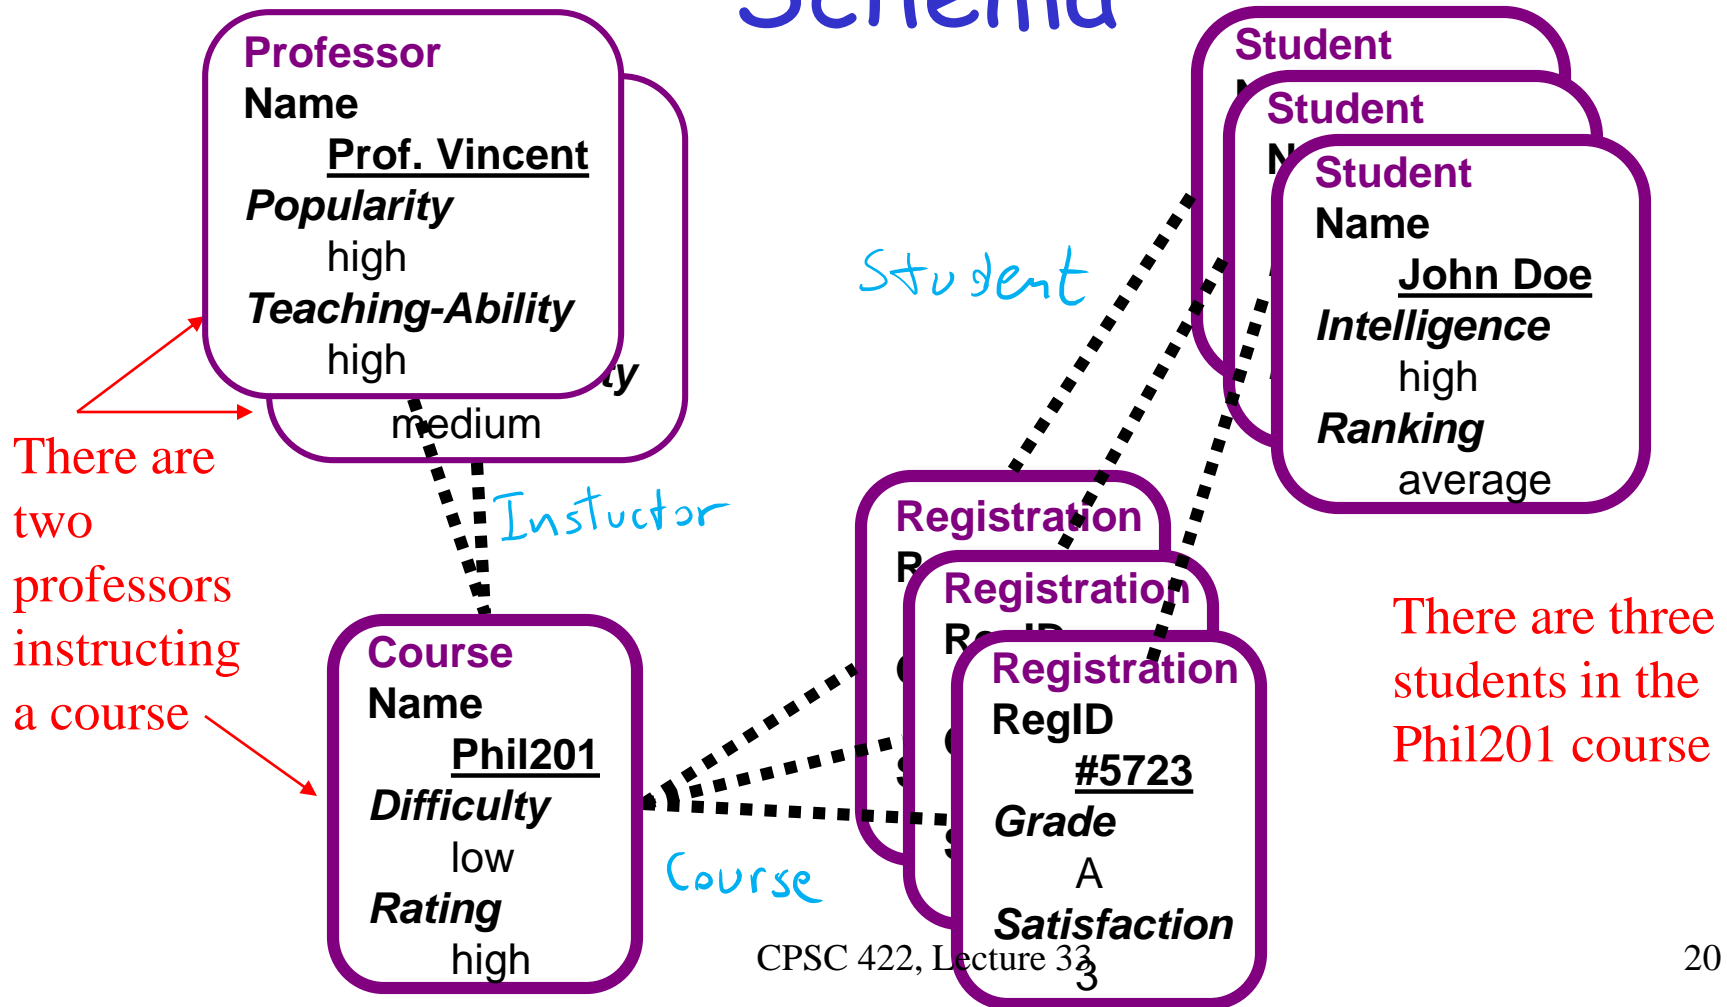 Schema
Professor
Name
Prof. Vincent
Popularity
high
Teaching-Ability
high
ty
medium
Student
N
Student
N
Student
Name
John Doe
Intelligence
high
Ranking
average
Student
There are
two
professors
instructing
a course
Instuctor
Registration
R
Registration
RegID
Registration
RegID
#5723
Grade
A
Satisfaction
3
Course
Name
Phil201
Difficulty
low
Rating
high
Course
There are three
students in the
Phil201 course
CPSC 422, Lecture 33
20